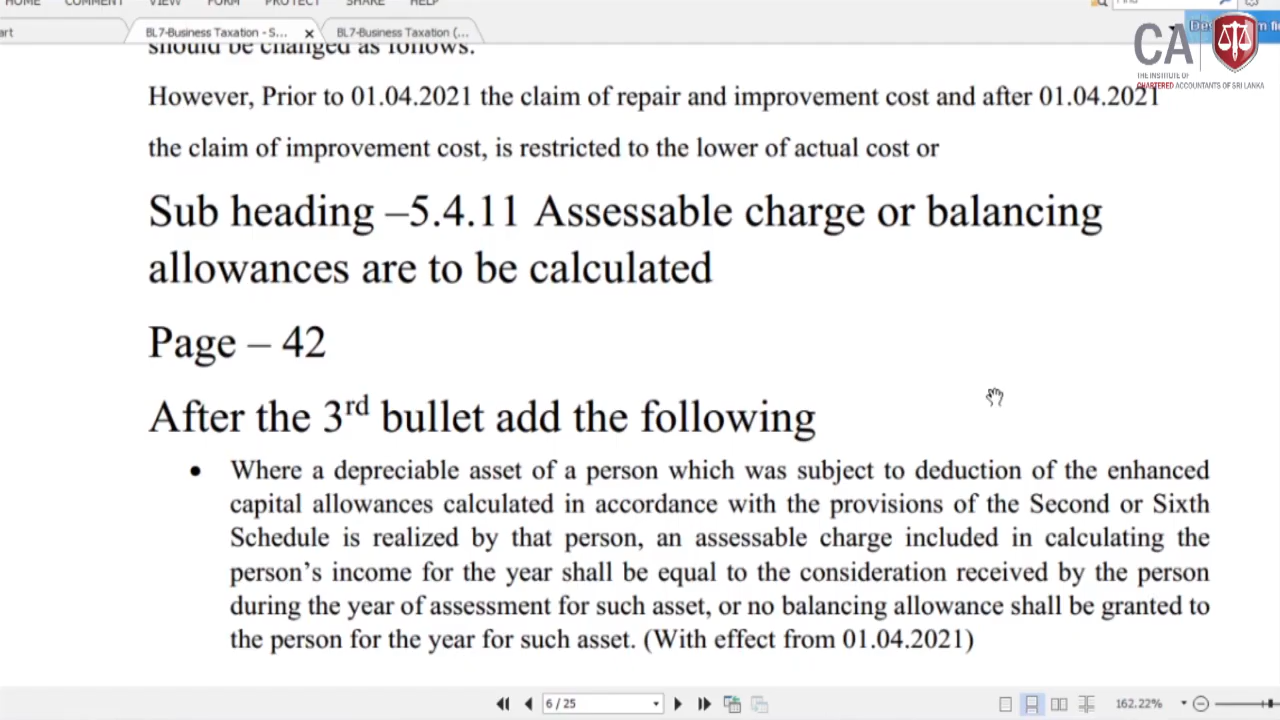 HOME COMMENT VIEW FORM PROTECT SHARE HELP
art BL7-Business Taxation - S... BL7-Business Taxation (...
should be changed as follows.
However, Prior to 01.04.2021 the claim of repair and improvement cost and after 01.04.2021
the claim of improvement cost, is restricted to the lower of actual cost or
Sub heading –5.4.11 Assessable charge or balancing
allowances are to be calculated
Page – 42
After the 3rd bullet add the following
• Where a depreciable asset of a person which was subject to deduction of the enhanced
capital allowances calculated in accordance with the provisions of the Second or Sixth
Schedule is realized by that person, an assessable charge included in calculating the
person’s income for the year shall be equal to the consideration received by the person
during the year of assessment for such asset, or no balancing allowance shall be granted to
the person for the year for such asset. (With effect from 01.04.2021)
6 / 25
162.22%
CA
THE INSTITUTE OF
CHARTERED ACCOUNTANTS OF SRI LANKA